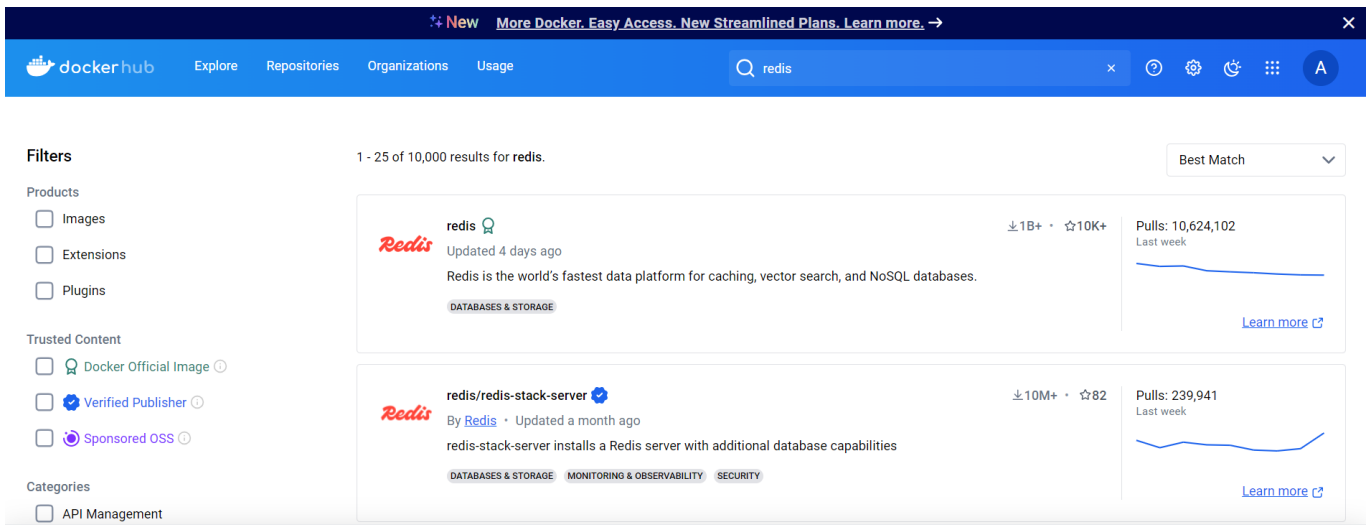 New More Docker. Easy Access. New Streamlined Plans. Learn more. →
dockerhub Explore Repositories Organizations Usage redis A
Filters
1 - 25 of 10,000 results for redis.
Best Match
Products
Images
Extensions
Plugins
Trusted Content
Docker Official Image
Verified Publisher
Sponsored OSS
Categories
API Management
Redis
redis
1B+ • 10K+
Updated 4 days ago
Redis is the world's fastest data platform for caching, vector search, and NoSQL databases.
DATABASES & STORAGE
Pulls: 10,624,102
Last week
Learn more
Redis
redis/redis-stack-server
10M+ • 82
By Redis • Updated a month ago
redis-stack-server installs a Redis server with additional database capabilities
DATABASES & STORAGE MONITORING & OBSERVABILITY SECURITY
Pulls: 239,941
Last week
Learn more